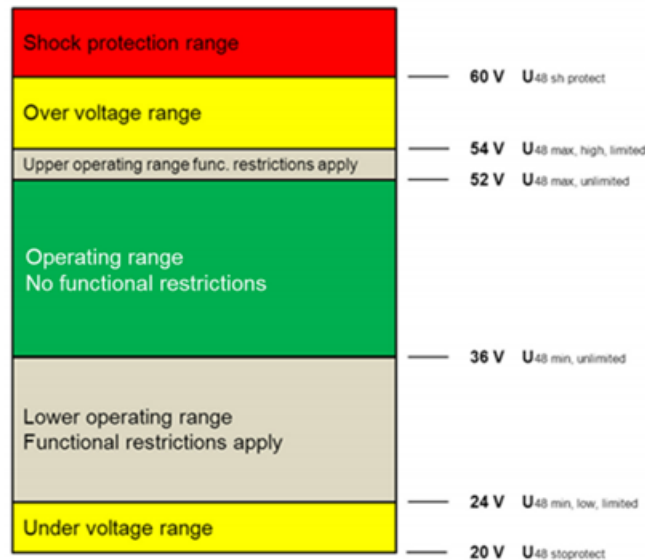 Shock protection range
60 V U48 sh protect
Over voltage range
54 V U48 max, high, limited
Upper operating range func. restrictions apply
52 V U48 max, unlimited
Operating range
No functional restrictions
36 V U48 min, unlimited
Lower operating range
Functional restrictions apply
24 V U48 min, low, limited
Under voltage range
20 V U48 stoprotect